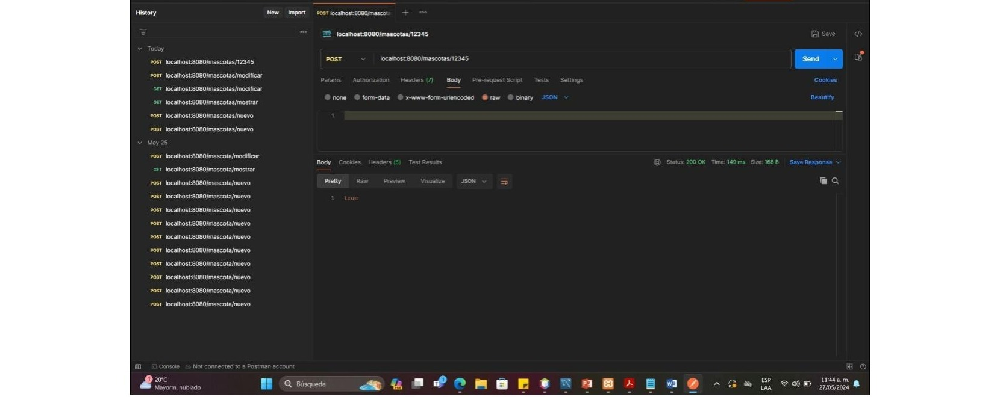 History
New
Import
POST localhost:8080/mascota
Today
POST localhost:8080/mascotas/12345
POST localhost:8080/mascotas/modificar
GET localhost:8080/mascotas/modificar
GET localhost:8080/mascotas/mostrar
POST localhost:8080/mascotas/nuevo
POST localhost:8080/mascotas/nuevo
May 25
POST localhost:8080/mascota/modificar
GET localhost:8080/mascota/mostrar
POST localhost:8080/mascota/nuevo
POST localhost:8080/mascota/nuevo
POST localhost:8080/mascota/nuevo
POST localhost:8080/mascota/nuevo
POST localhost:8080/mascota/nuevo
POST localhost:8080/mascota/nuevo
POST localhost:8080/mascota/nuevo
POST localhost:8080/mascota/nuevo
POST localhost:8080/mascota/nuevo
POST localhost:8080/mascota/nuevo
HTTP localhost:8080/mascotas/12345
Save
</>
POST localhost:8080/mascotas/12345
Send
Params Authorization Headers (7) Body Pre-request Script Tests Settings
Cookies
none form-data x-www-form-urlencoded raw binary JSON
Beautify
1
Body Cookies Headers (5) Test Results
Status: 200 OK Time: 149 ms Size: 168 B Save Response
Pretty Raw Preview Visualize JSON
1 true
Console Not connected to a Postman account
1
20°C
Mayorm. nublado
Búsqueda
1
ESP
LAA
11:44 a. m.
27/05/2024